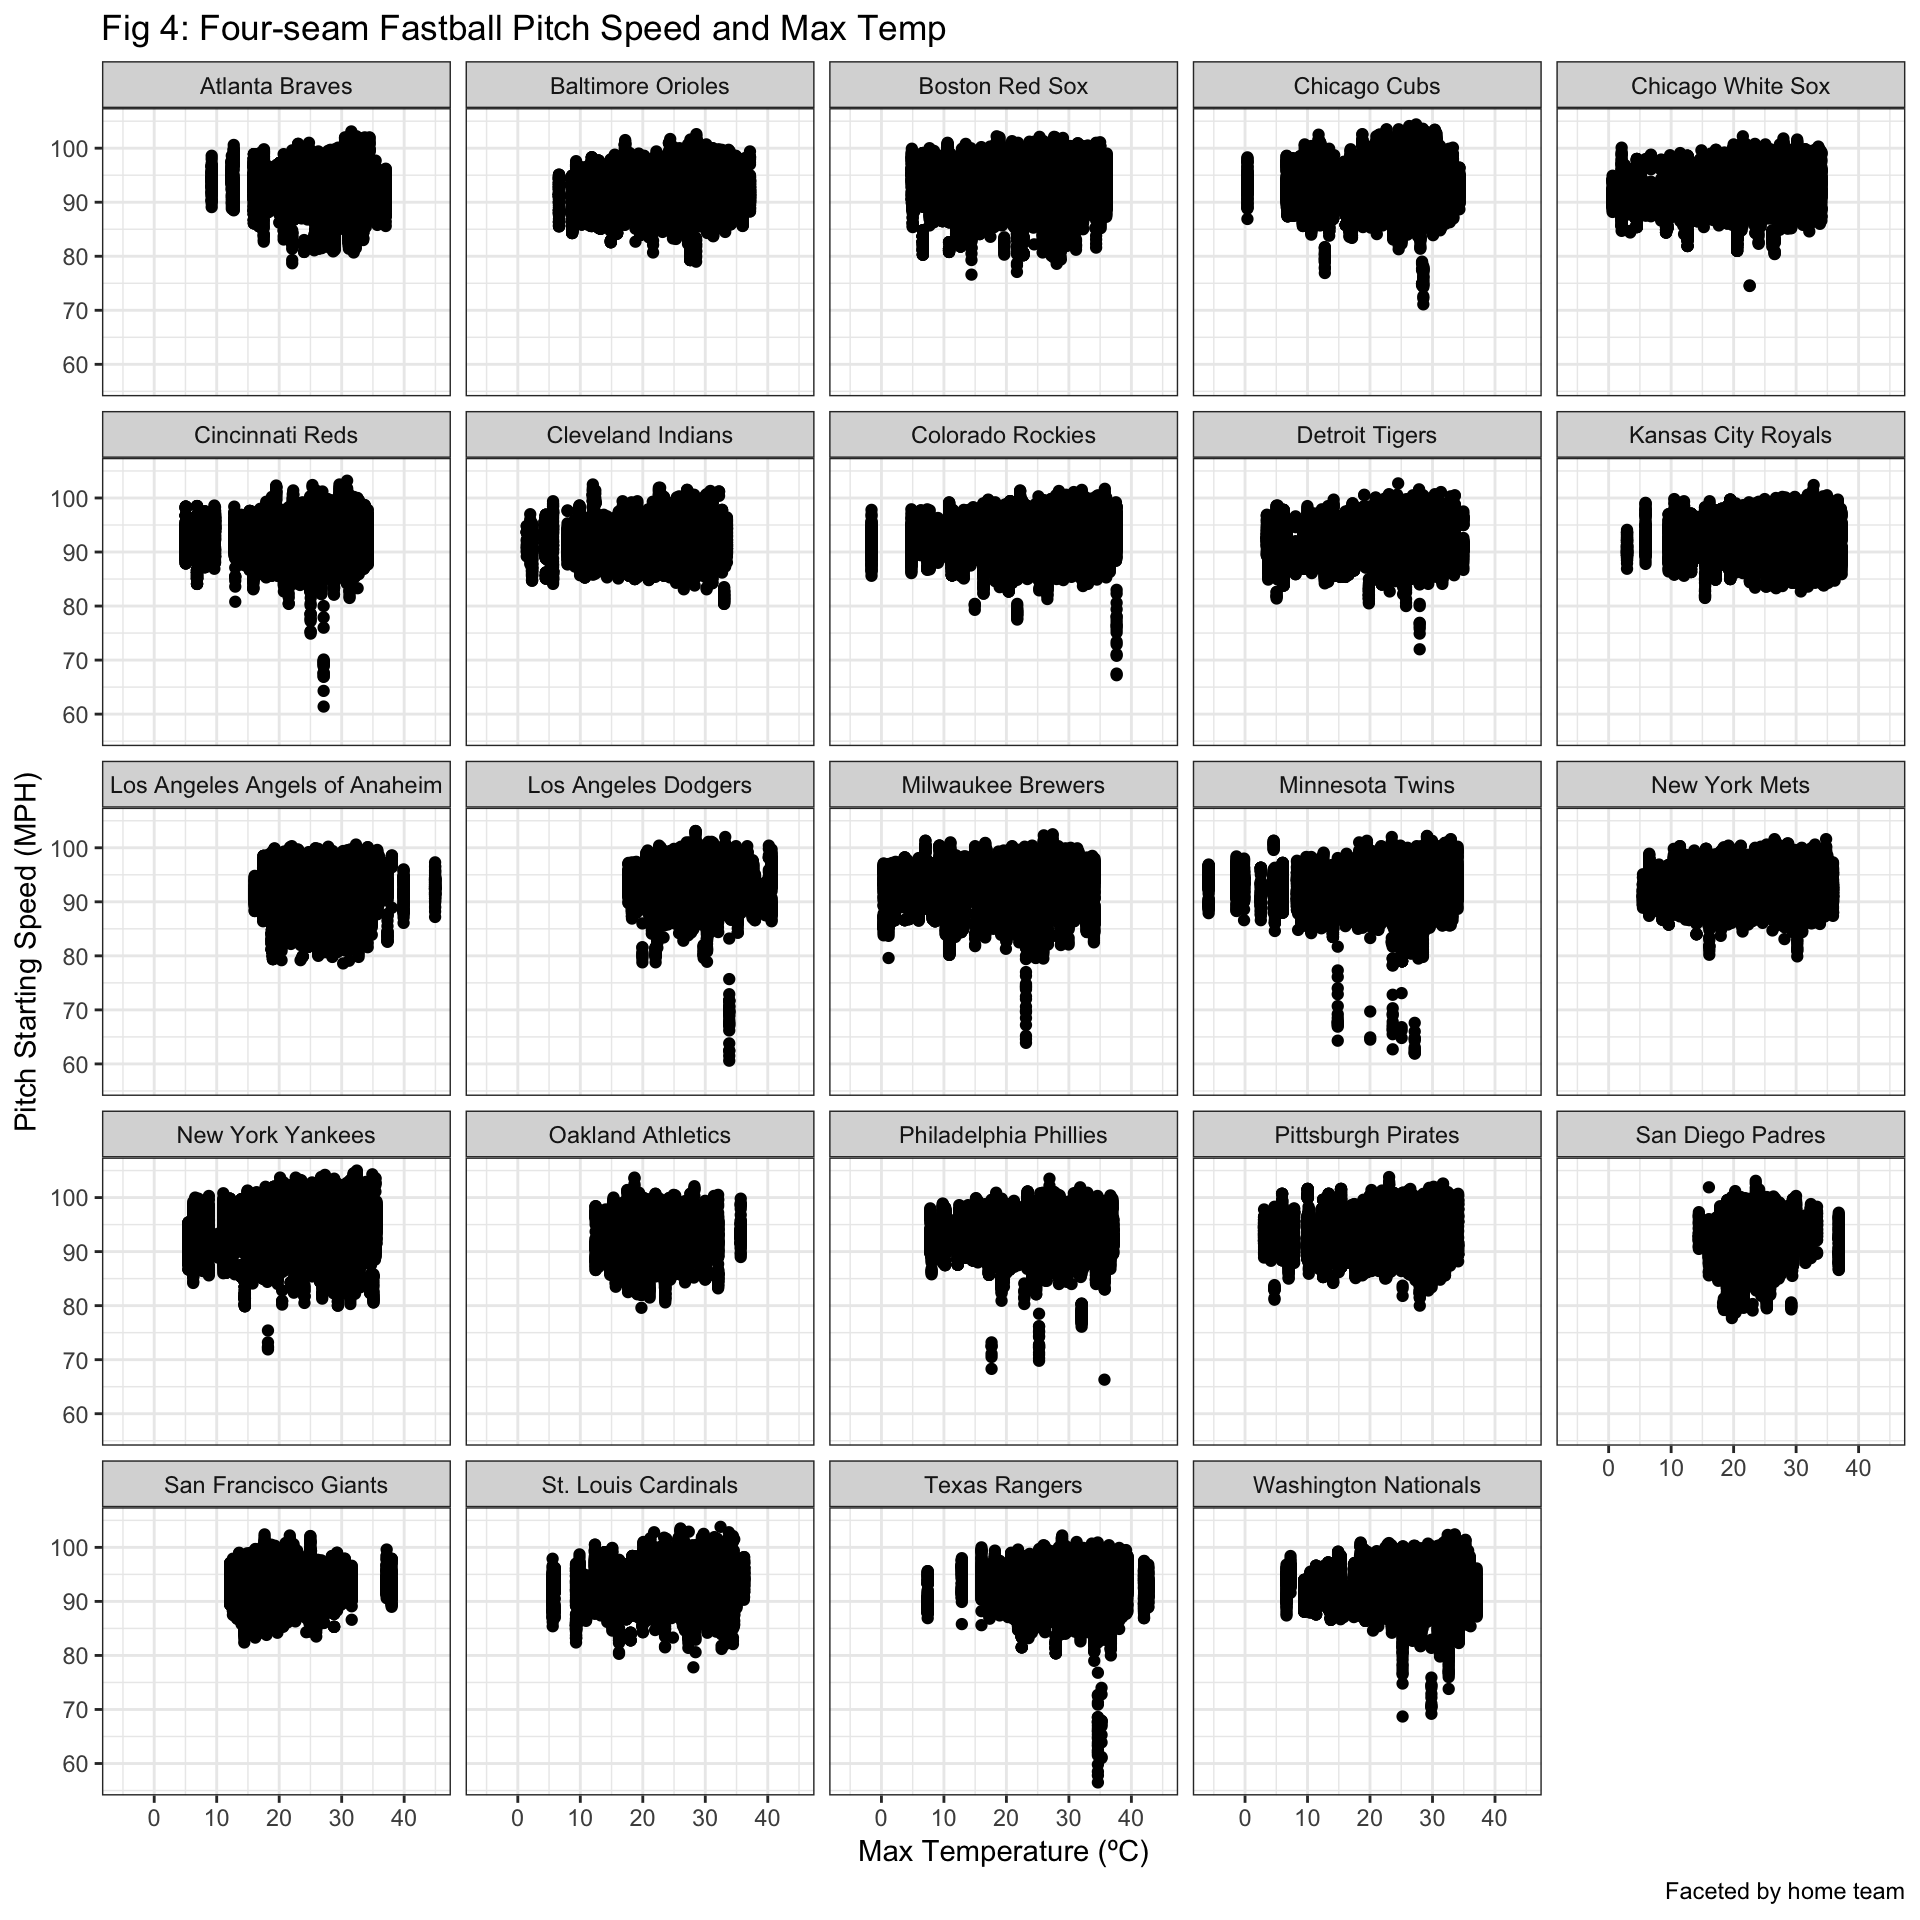 Fig 4: Four-seam Fastball Pitch Speed and Max Temp
Atlanta Braves
Baltimore Orioles
Boston Red Sox
Chicago Cubs
Chicago White Sox
100
90
80
70
60
Cincinnati Reds
Cleveland Indians
Colorado Rockies
Detroit Tigers
Kansas City Royals
100
90
80
70
60
Pitch Starting Speed (MPH)
Los Angeles Angels of Anaheim
Los Angeles Dodgers
Milwaukee Brewers
Minnesota Twins
New York Mets
100
90
80
70
60
New York Yankees
Oakland Athletics
Philadelphia Phillies
Pittsburgh Pirates
San Diego Padres
100
90
80
70
60
0 10 20 30 40
San Francisco Giants
St. Louis Cardinals
Texas Rangers
Washington Nationals
100
90
80
70
60
0 10 20 30 40
0 10 20 30 40
0 10 20 30 40
0 10 20 30 40
Max Temperature (ºC)
Faceted by home team